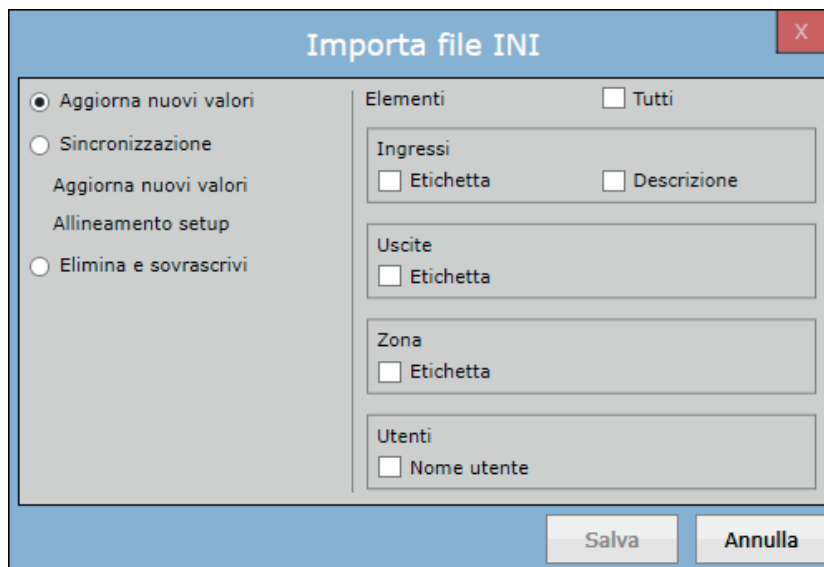 Importa file INI
X
Aggiorna nuovi valori
Sincronizzazione
Aggiorna nuovi valori
Allineamento setup
Elimina e sovrascrivi
Elementi Tutti
Ingressi
Etichetta Descrizione
Uscite
Etichetta
Zona
Etichetta
Utenti
Nome utente
Salva Annulla